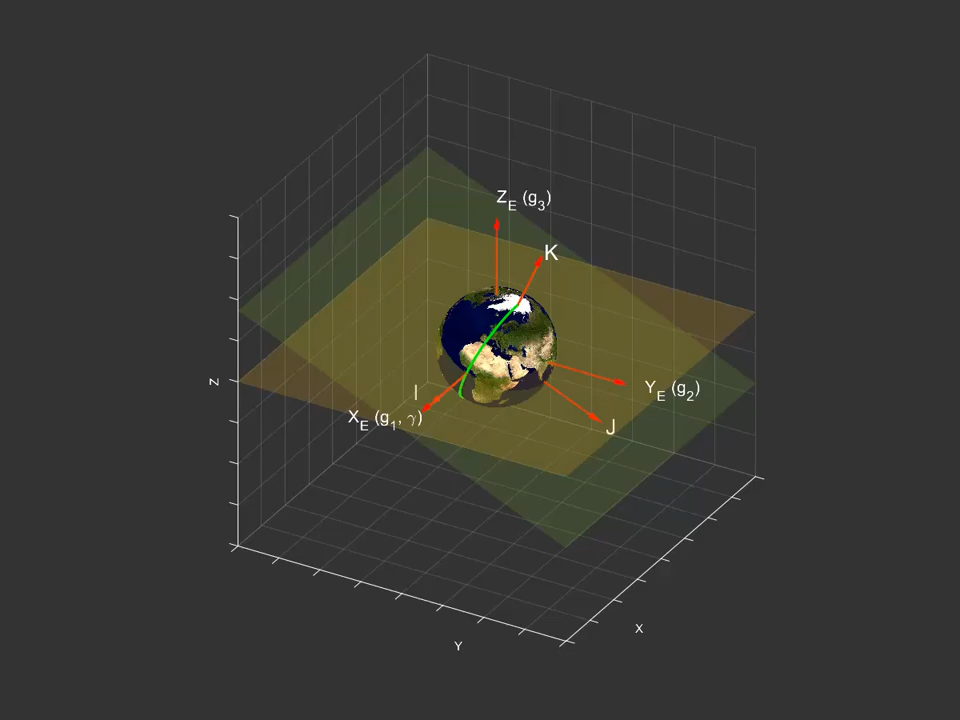 Z_E (g_3)
K
Z
I
Y_E (g_2)
X_E (g_1, γ)
J
X
Y